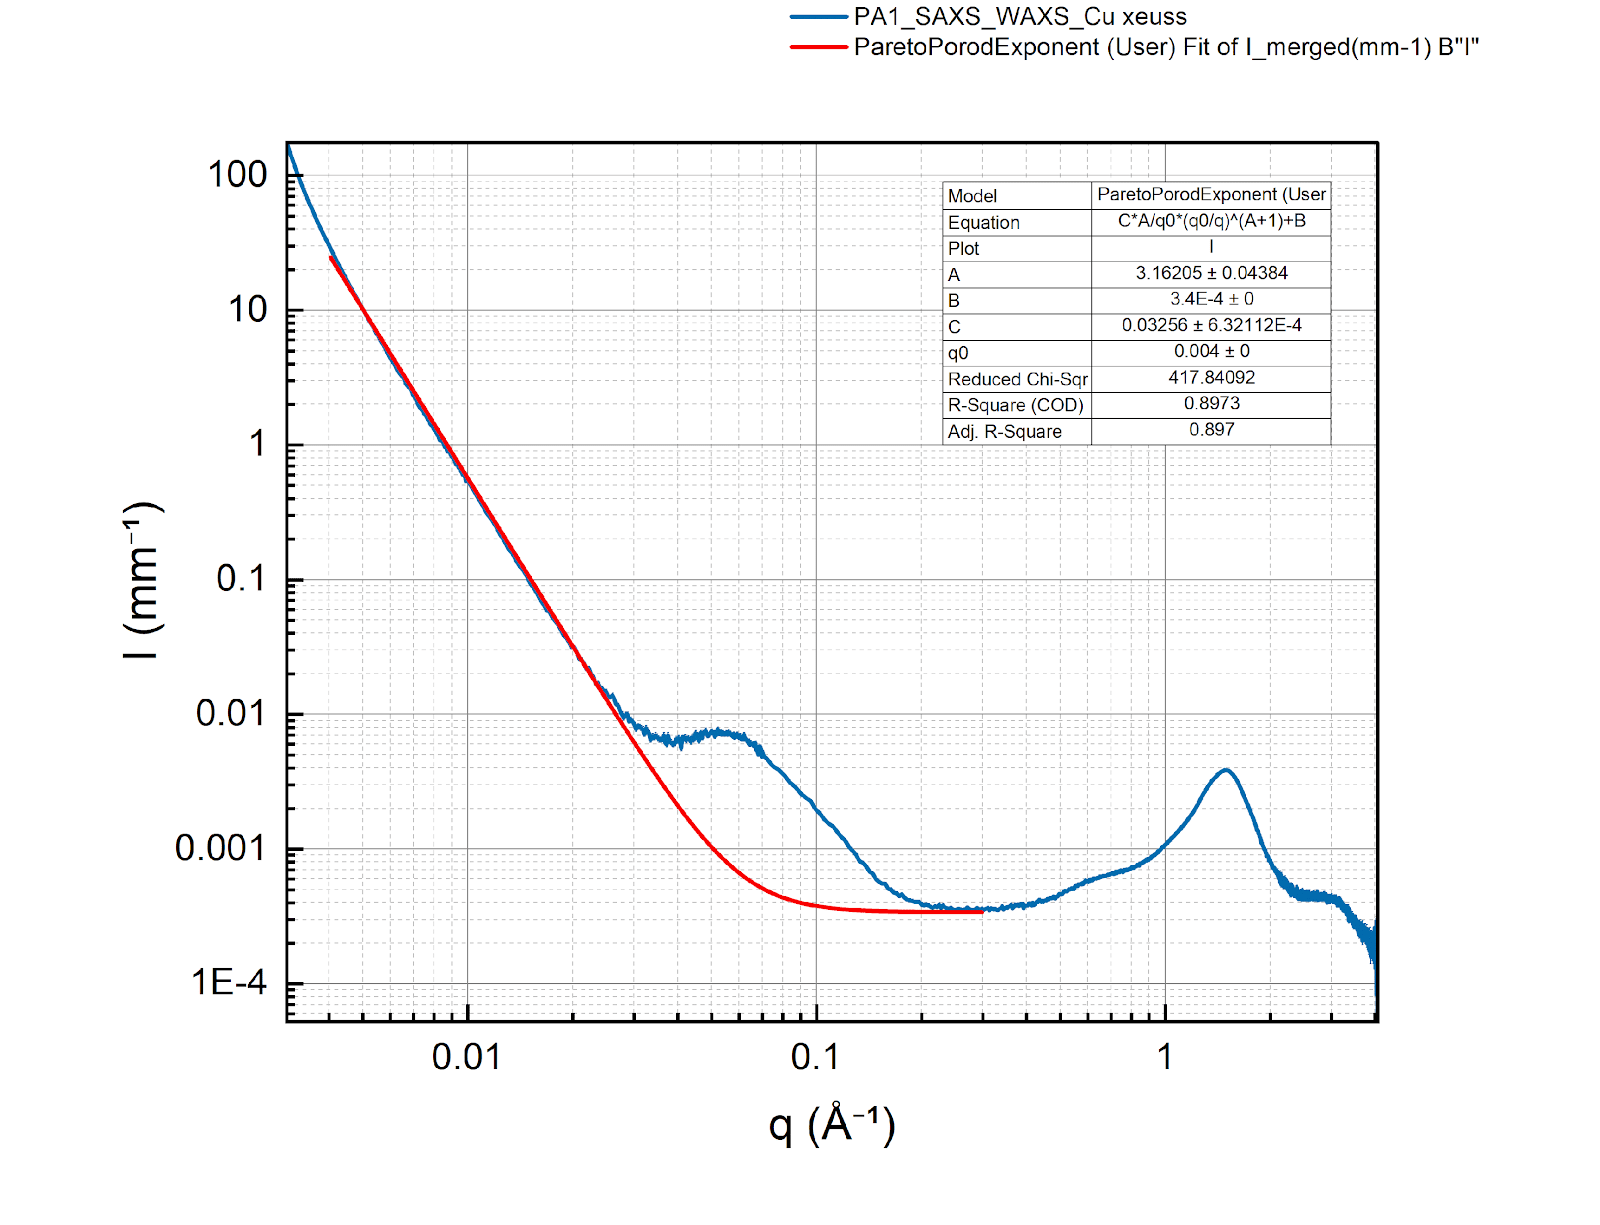 PA1_SAXS_WAXS_Cu xeuss
ParetoPorodExponent (User) Fit of I_merged(mm-1) B"I"
Model ParetoPorodExponent (User
Equation C*A/q0*(q0/q)^(A+1)+B
Plot I
A 3.16205 ± 0.04384
B 3.4E-4 ± 0
C 0.03256 ± 6.32112E-4
q0 0.004 ± 0
Reduced Chi-Sqr 417.84092
R-Square (COD) 0.8973
Adj. R-Square 0.897
100
10
1
0.1
0.01
0.001
1E-4
I (mm⁻¹)
0.01 0.1 1
q (Å⁻¹)